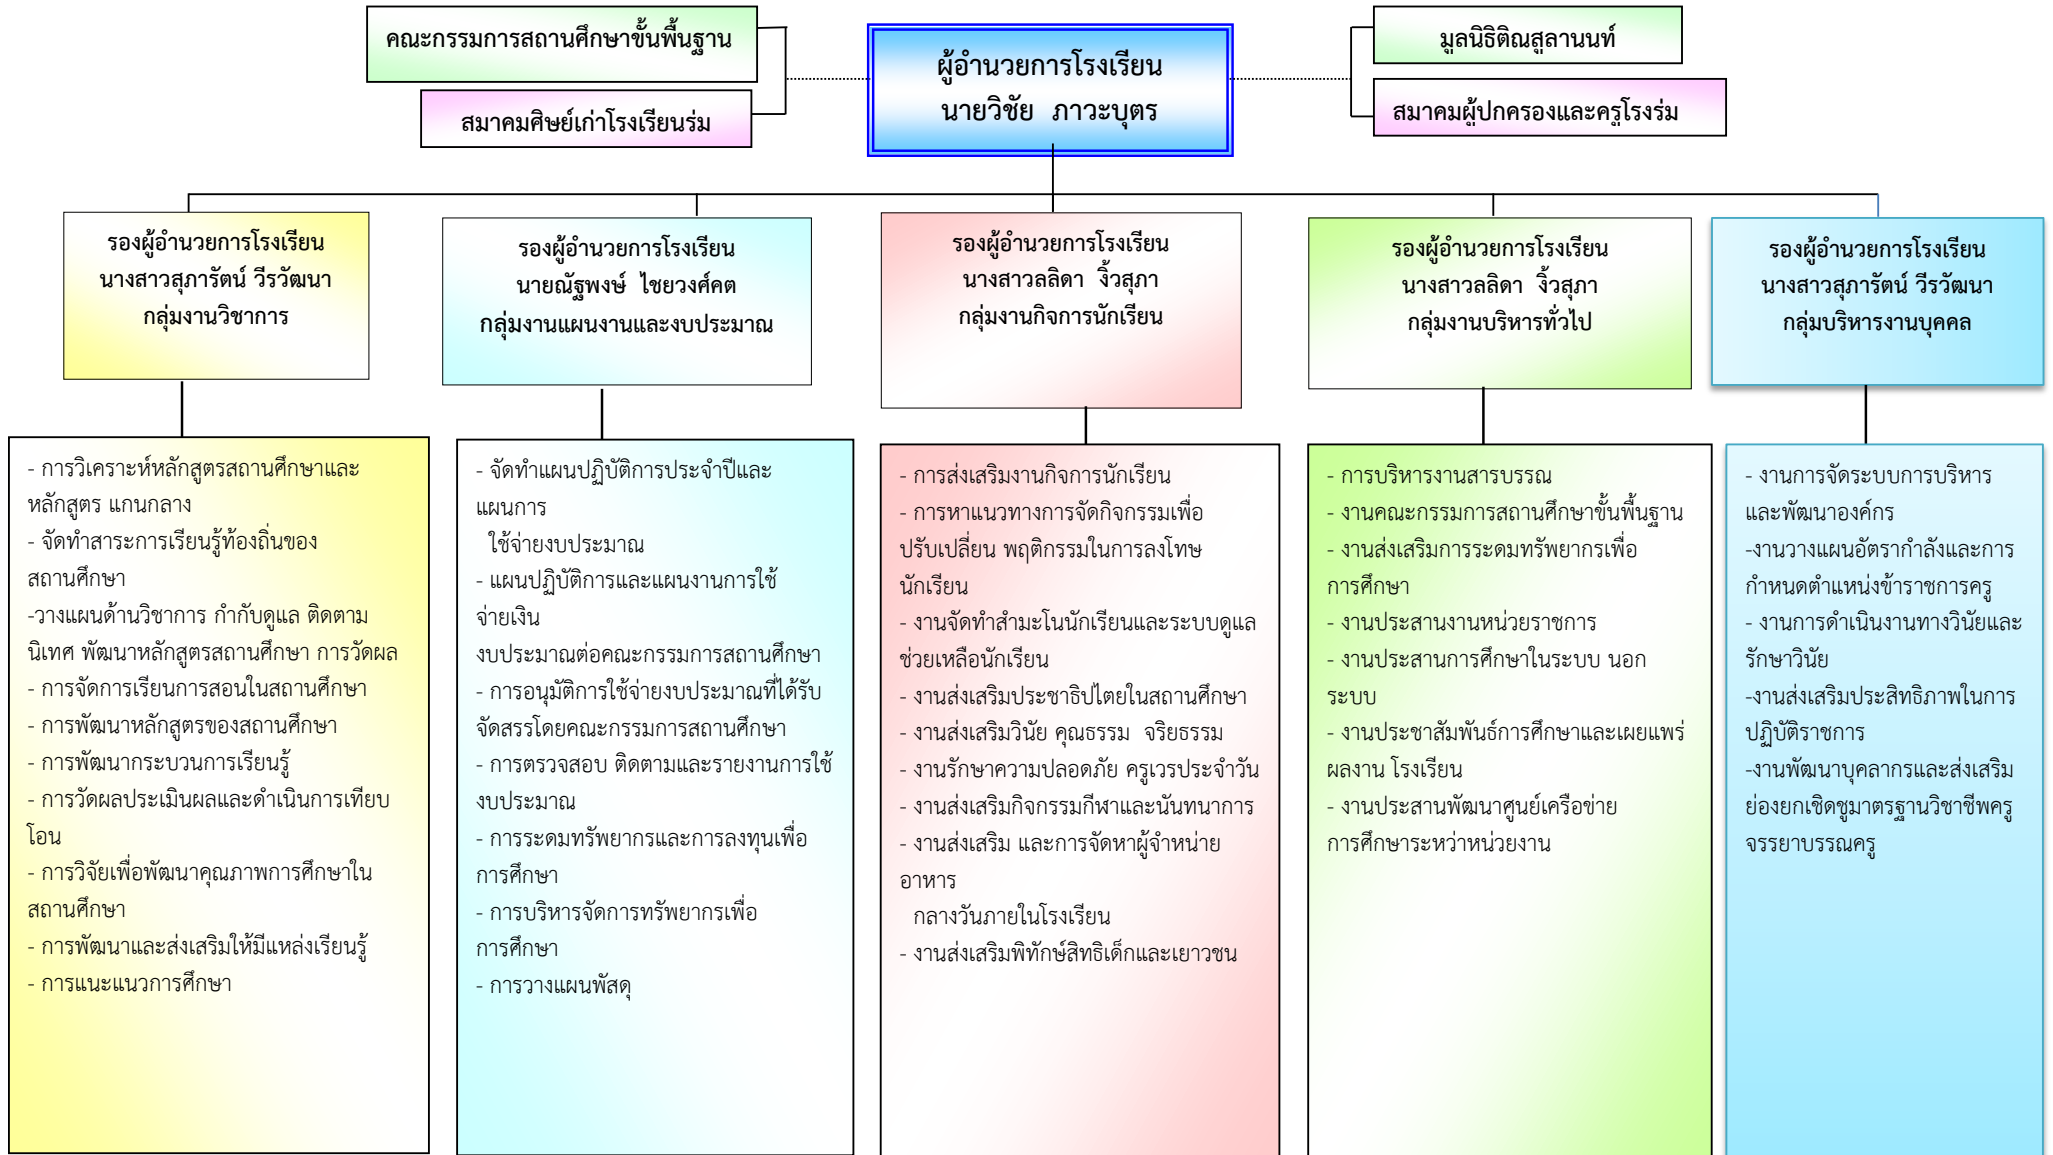 คณะกรรมการสถานศึกษาขั้นพื้นฐาน
สมาคมศิษย์เก่าโรงเรียนร่ม
ผู้อำนวยการโรงเรียน
นายวิชัย ภาวะบุตร
มูลนิธิติณสูลานนท์
สมาคมผู้ปกครองและครูโรงร่ม
รองผู้อำนวยการโรงเรียน
นางสาวสุภารัตน์ วีรวัฒนา
กลุ่มงานวิชาการ
รองผู้อำนวยการโรงเรียน
นายณัฐพงษ์ ไชยวงศ์คต
กลุ่มงานแผนงานและงบประมาณ
รองผู้อำนวยการโรงเรียน
นางสาวลลิดา งิ้วสุภา
กลุ่มงานกิจการนักเรียน
รองผู้อำนวยการโรงเรียน
นางสาวลลิดา งิ้วสุภา
กลุ่มงานบริหารทั่วไป
รองผู้อำนวยการโรงเรียน
นางสาวสุภารัตน์ วีรวัฒนา
กลุ่มบริหารงานบุคคล
- การวิเคราะห์หลักสูตรสถานศึกษาและ
หลักสูตร แกนกลาง
- จัดทำสาระการเรียนรู้ท้องถิ่นของ
สถานศึกษา
-วางแผนด้านวิชาการ กำกับดูแล ติดตาม
นิเทศ พัฒนาหลักสูตรสถานศึกษา การวัดผล
- การจัดการเรียนการสอนในสถานศึกษา
- การพัฒนาหลักสูตรของสถานศึกษา
- การพัฒนากระบวนการเรียนรู้
- การวัดผลประเมินผลและดำเนินการเทียบ
โอน
- การวิจัยเพื่อพัฒนาคุณภาพการศึกษาใน
สถานศึกษา
- การพัฒนาและส่งเสริมให้มีแหล่งเรียนรู้
- การแนะแนวการศึกษา
- จัดทำแผนปฏิบัติการประจำปีและ
แผนการ
ใช้จ่ายงบประมาณ
- แผนปฏิบัติการและแผนงานการใช้
จ่ายเงิน
งบประมาณต่อคณะกรรมการสถานศึกษา
- การอนุมัติการใช้จ่ายงบประมาณที่ได้รับ
จัดสรรโดยคณะกรรมการสถานศึกษา
- การตรวจสอบ ติดตามและรายงานการใช้
งบประมาณ
- การระดมทรัพยากรและการลงทุนเพื่อ
การศึกษา
- การบริหารจัดการทรัพยากรเพื่อ
การศึกษา
- การวางแผนพัสดุ
- การส่งเสริมงานกิจการนักเรียน
- การหาแนวทางการจัดกิจกรรมเพื่อ
ปรับเปลี่ยน พฤติกรรมในการลงโทษ
นักเรียน
- งานจัดทำสำมะโนนักเรียนและระบบดูแล
ช่วยเหลือนักเรียน
- งานส่งเสริมประชาธิปไตยในสถานศึกษา
- งานส่งเสริมวินัย คุณธรรม จริยธรรม
- งานรักษาความปลอดภัย ครูเวรประจำวัน
- งานส่งเสริมกิจกรรมกีฬาและนันทนาการ
- งานส่งเสริม และการจัดหาผู้จำหน่าย
อาหาร
กลางวันภายในโรงเรียน
- งานส่งเสริมพิทักษ์สิทธิเด็กและเยาวชน
- การบริหารงานสารบรรณ
- งานคณะกรรมการสถานศึกษาขั้นพื้นฐาน
- งานส่งเสริมการระดมทรัพยากรเพื่อ
การศึกษา
- งานประสานงานหน่วยราชการ
- งานประสานการศึกษาในระบบ นอก
ระบบ
- งานประชาสัมพันธ์การศึกษาและเผยแพร่
ผลงาน โรงเรียน
- งานประสานพัฒนาศูนย์เครือข่าย
การศึกษาระหว่าหน่วยงาน
- งานการจัดระบบการบริหาร
และพัฒนาองค์กร
-งานวางแผนอัตรากำลังและการ
กำหนดตำแหน่งข้าราชการครู
- งานการดำเนินงานทางวินัยและ
รักษาวินัย
-งานส่งเสริมประสิทธิภาพในการ
ปฏิบัติราชการ
-งานพัฒนาบุคลากรและส่งเสริม
ย่องยกเชิดชูมาตรฐานวิชาชีพครู
จรรยาบรรณครู